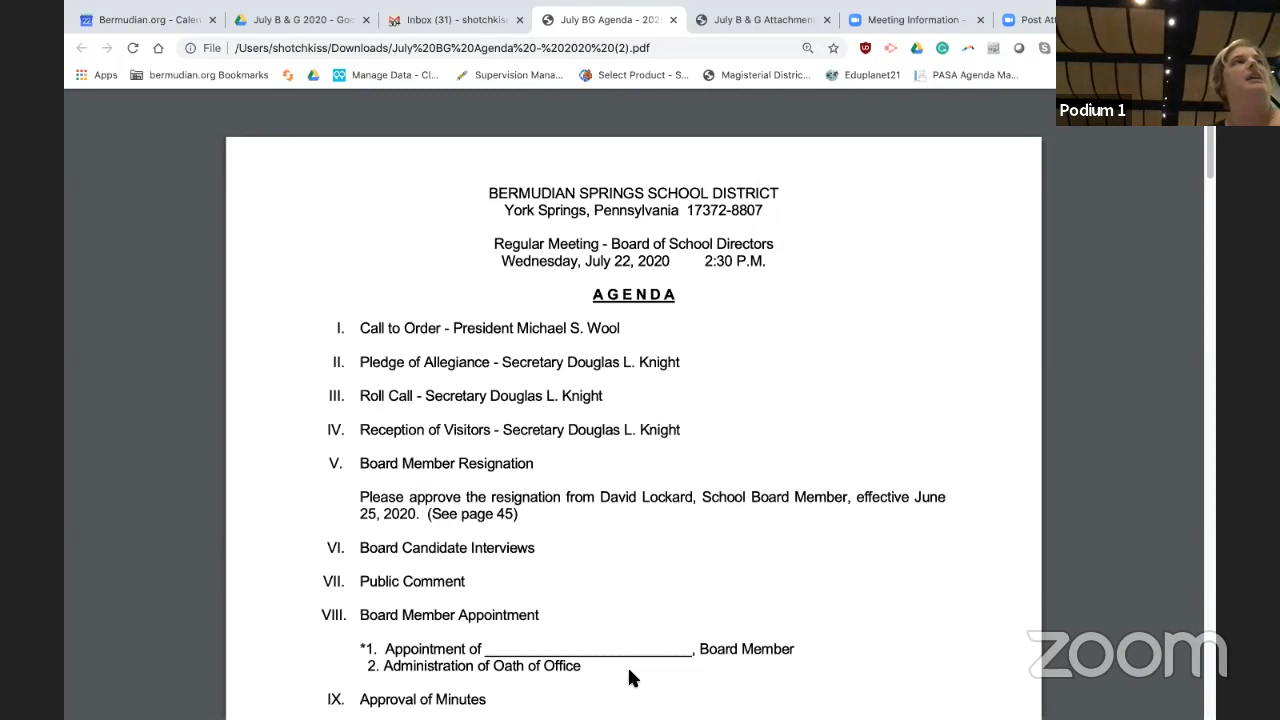 Bermudian.org - Caler
July B & G 2020 - Goo
Inbox (31) - shotchkis
July BG Agenda - 202
July B & G Attachment
Meeting Information -
Post Att
File
/Users/shotchkiss/Downloads/July%20BG%20Agenda%20-%202020%20(2).pdf
Apps
bermudian.org Bookmarks
Manage Data - Cl...
Supervision Mana...
Select Product - S...
Magisterial Distric...
Eduplanet21
PASA Agenda Ma...
Podium 1
BERMUDIAN SPRINGS SCHOOL DISTRICT
York Springs, Pennsylvania 17372-8807
Regular Meeting - Board of School Directors
Wednesday, July 22, 2020 2:30 P.M.
A G E N D A
I. Call to Order - President Michael S. Wool
II. Pledge of Allegiance - Secretary Douglas L. Knight
III. Roll Call - Secretary Douglas L. Knight
IV. Reception of Visitors - Secretary Douglas L. Knight
V. Board Member Resignation
Please approve the resignation from David Lockard, School Board Member, effective June
25, 2020. (See page 45)
VI. Board Candidate Interviews
VII. Public Comment
VIII. Board Member Appointment
*1. Appointment of ________________________, Board Member
2. Administration of Oath of Office
IX. Approval of Minutes
zoom